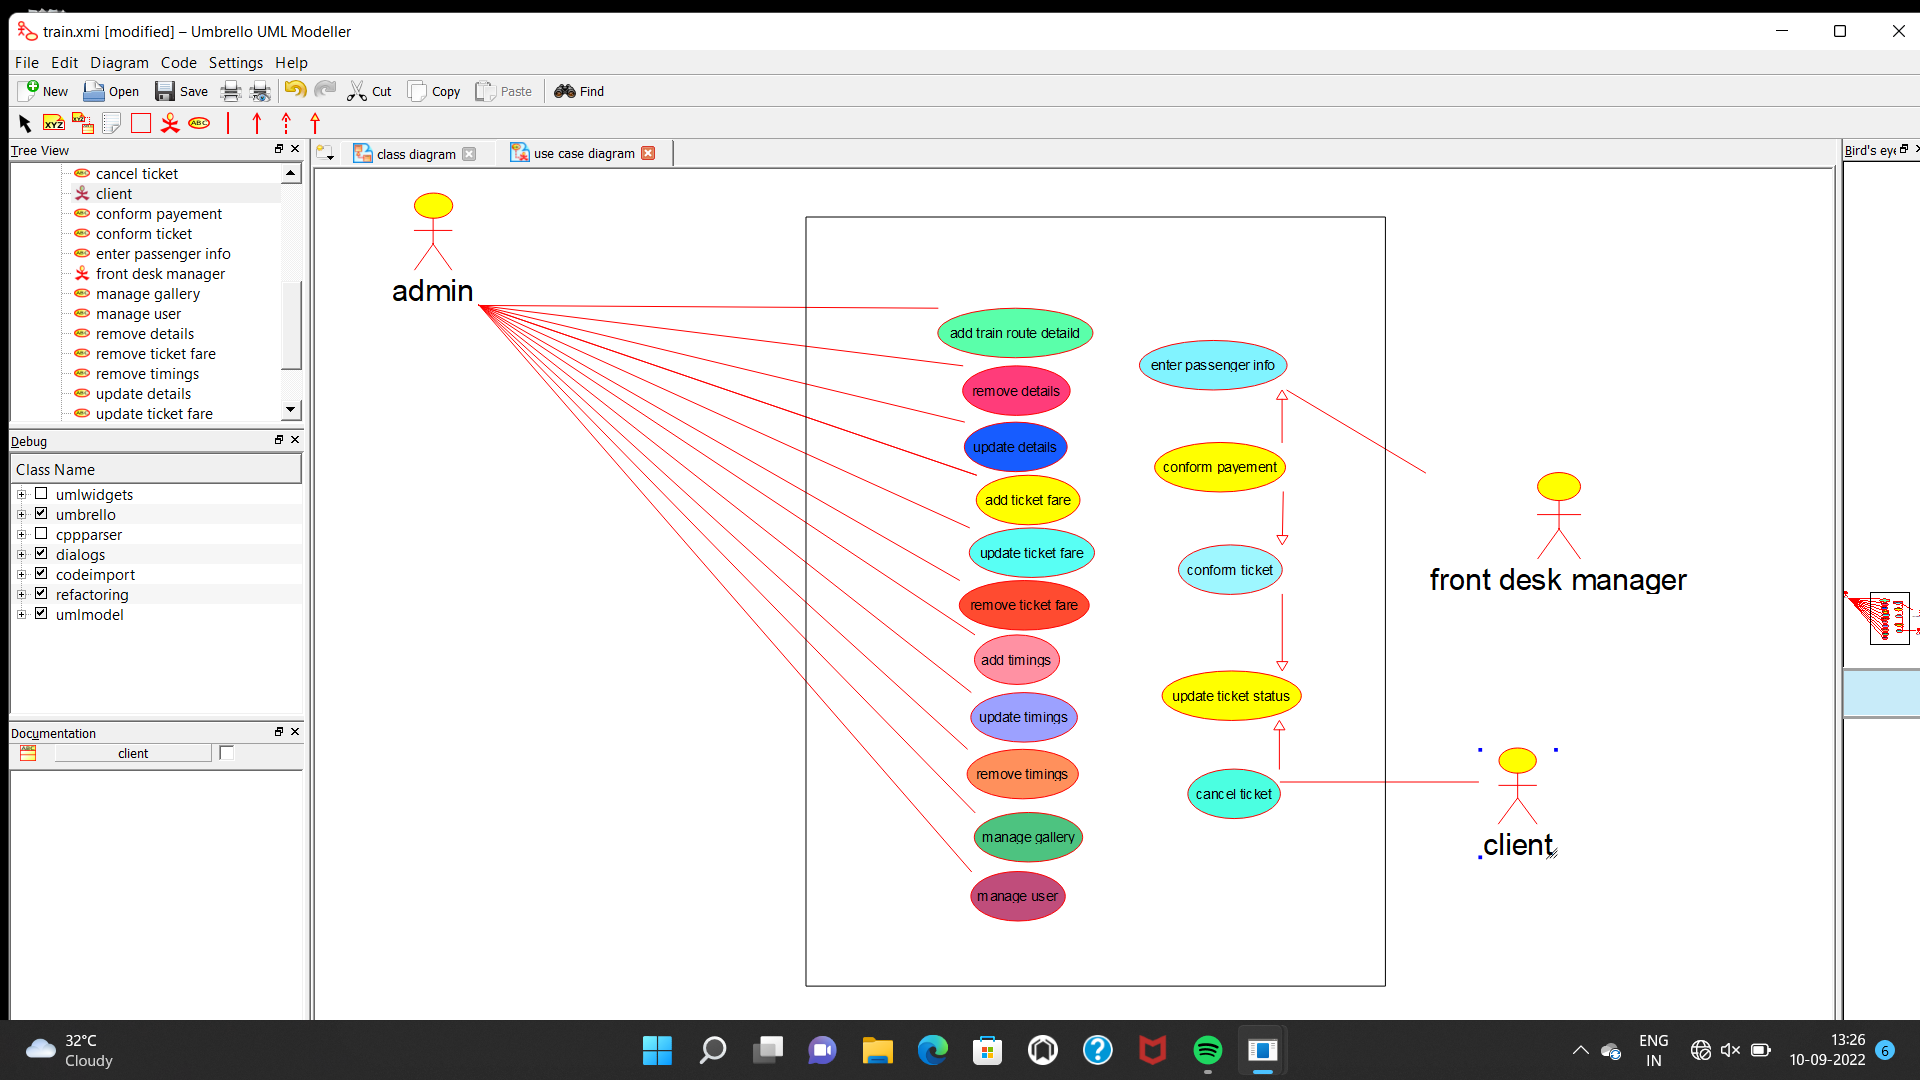 train.xmi [modified] – Umbrello UML Modeller
File Edit Diagram Code Settings Help
New Open Save Cut Copy Paste Find
XYZ ABC
Tree View
class diagram
use case diagram
Bird's eye
cancel ticket
client
conform payement
conform ticket
enter passenger info
front desk manager
manage gallery
manage user
remove details
remove ticket fare
remove timings
update details
update ticket fare
Debug
Class Name
umlwidgets
umbrello
cppparser
dialogs
codeimport
refactoring
umlmodel
Documentation
client
admin
add train route detaild
remove details
update details
add ticket fare
update ticket fare
remove ticket fare
add timings
update timings
remove timings
manage gallery
manage user
enter passenger info
conform payement
conform ticket
update ticket status
cancel ticket
front desk manager
client
32°C
Cloudy
ENG
IN
13:26
10-09-2022
6